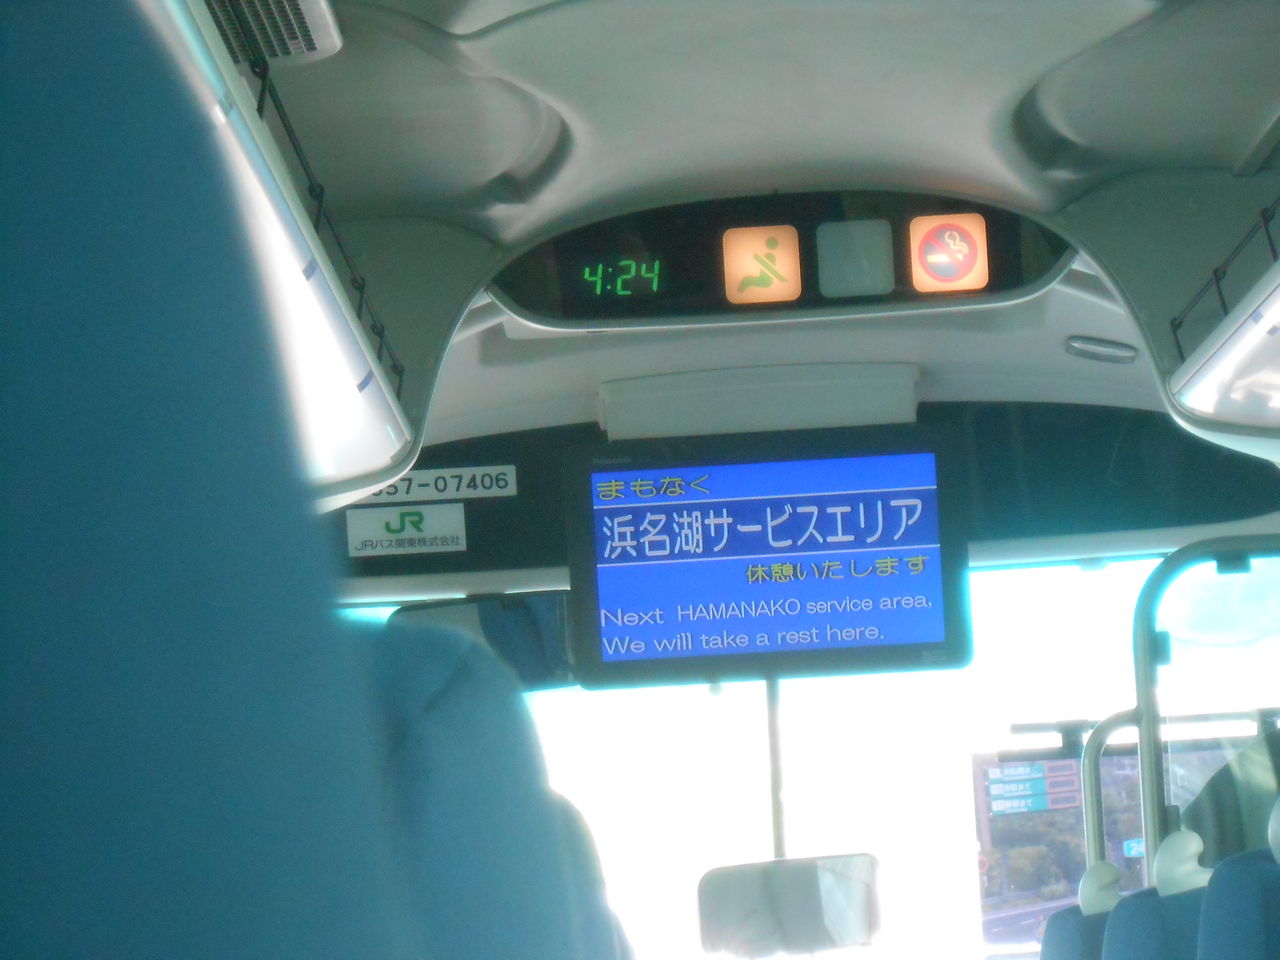 4:24
57-07406
JR
JRバス関東株式会社
まもなく
浜名湖サービスエリア
休憩いたします
Next HAMANAKO service area,
We will take a rest here.